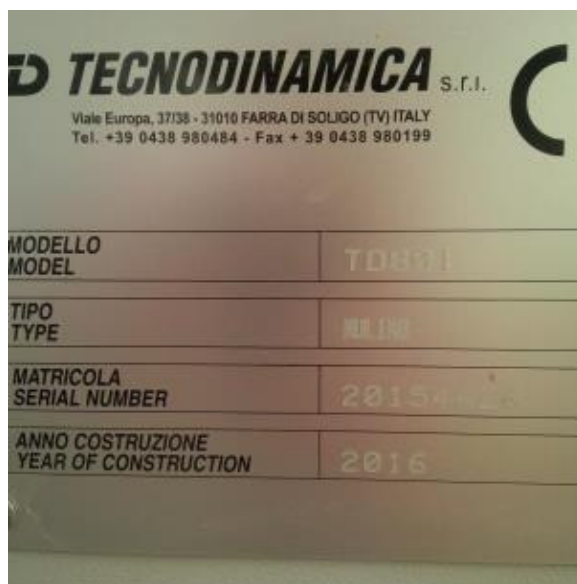 TD TECNODINAMICA s.r.l.
Viale Europa, 37/38 - 31010 FARRA DI SOLIGO (TV) ITALY
Tel. +39 0438 980484 - Fax + 39 0438 980199
MODELLO
MODEL
TIPO
TYPE
MATRICOLA
SERIAL NUMBER
ANNO COSTRUZIONE
YEAR OF CONSTRUCTION 2016